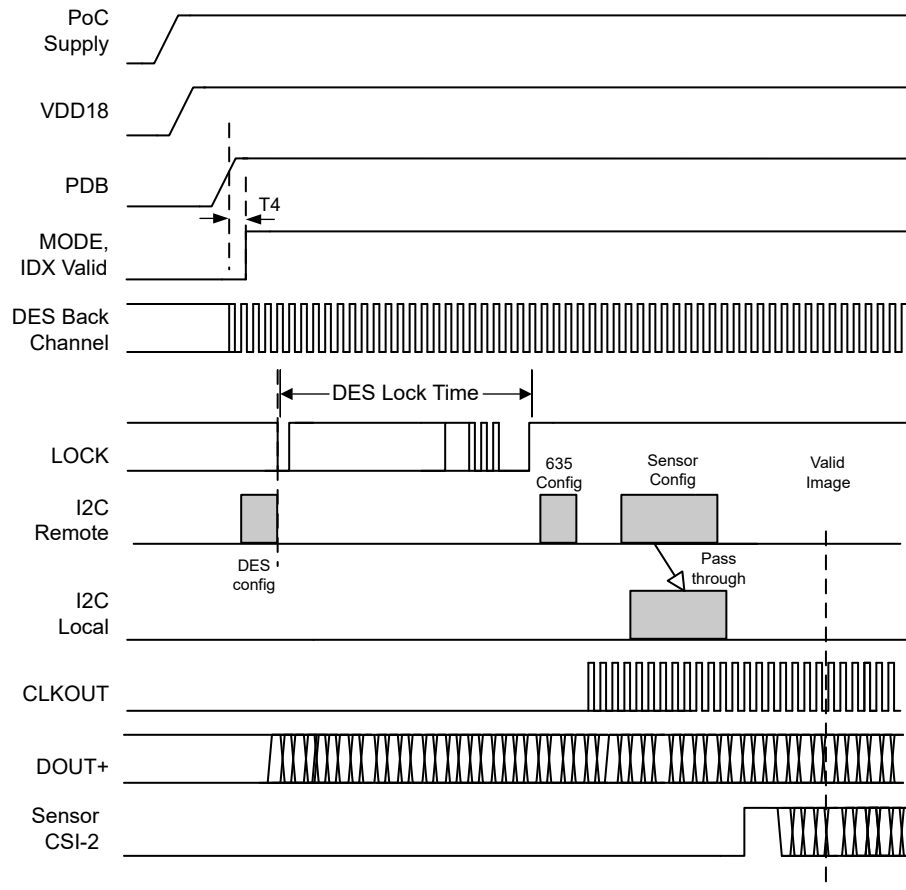 PoC
Supply
VDD18
PDB
T4
MODE,
IDX Valid
DES Back
Channel
DES Lock Time
LOCK
635
Config
Sensor
Config
Valid
Image
I2C
Remote
DES
config
Pass
through
I2C
Local
CLKOUT
DOUT+
Sensor
CSI-2